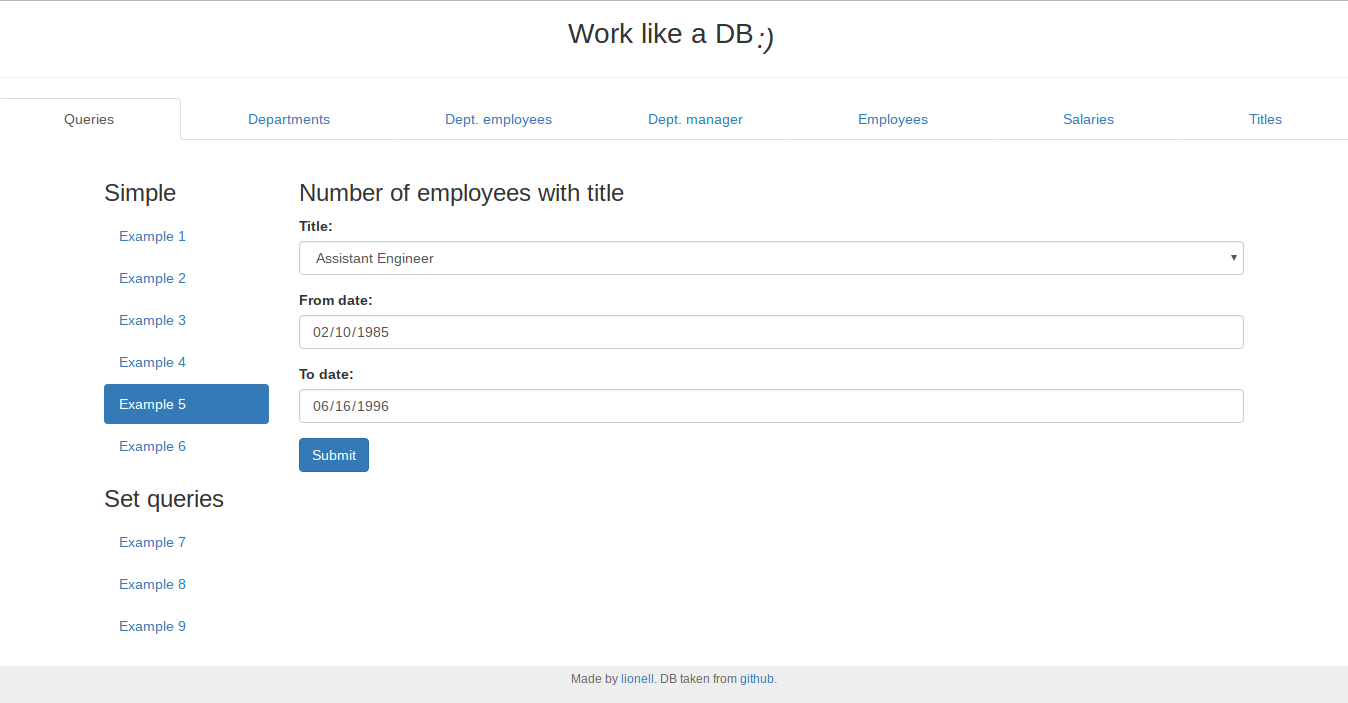 Work like a DB :)
Queries Departments Dept. employees Dept. manager Employees Salaries Titles
Simple
Example 1
Example 2
Example 3
Example 4
Example 5
Example 6
Set queries
Example 7
Example 8
Example 9
Number of employees with title
Title:
Assistant Engineer
From date:
02/10/1985
To date:
06/16/1996
Submit
Made by lionell. DB taken from github.